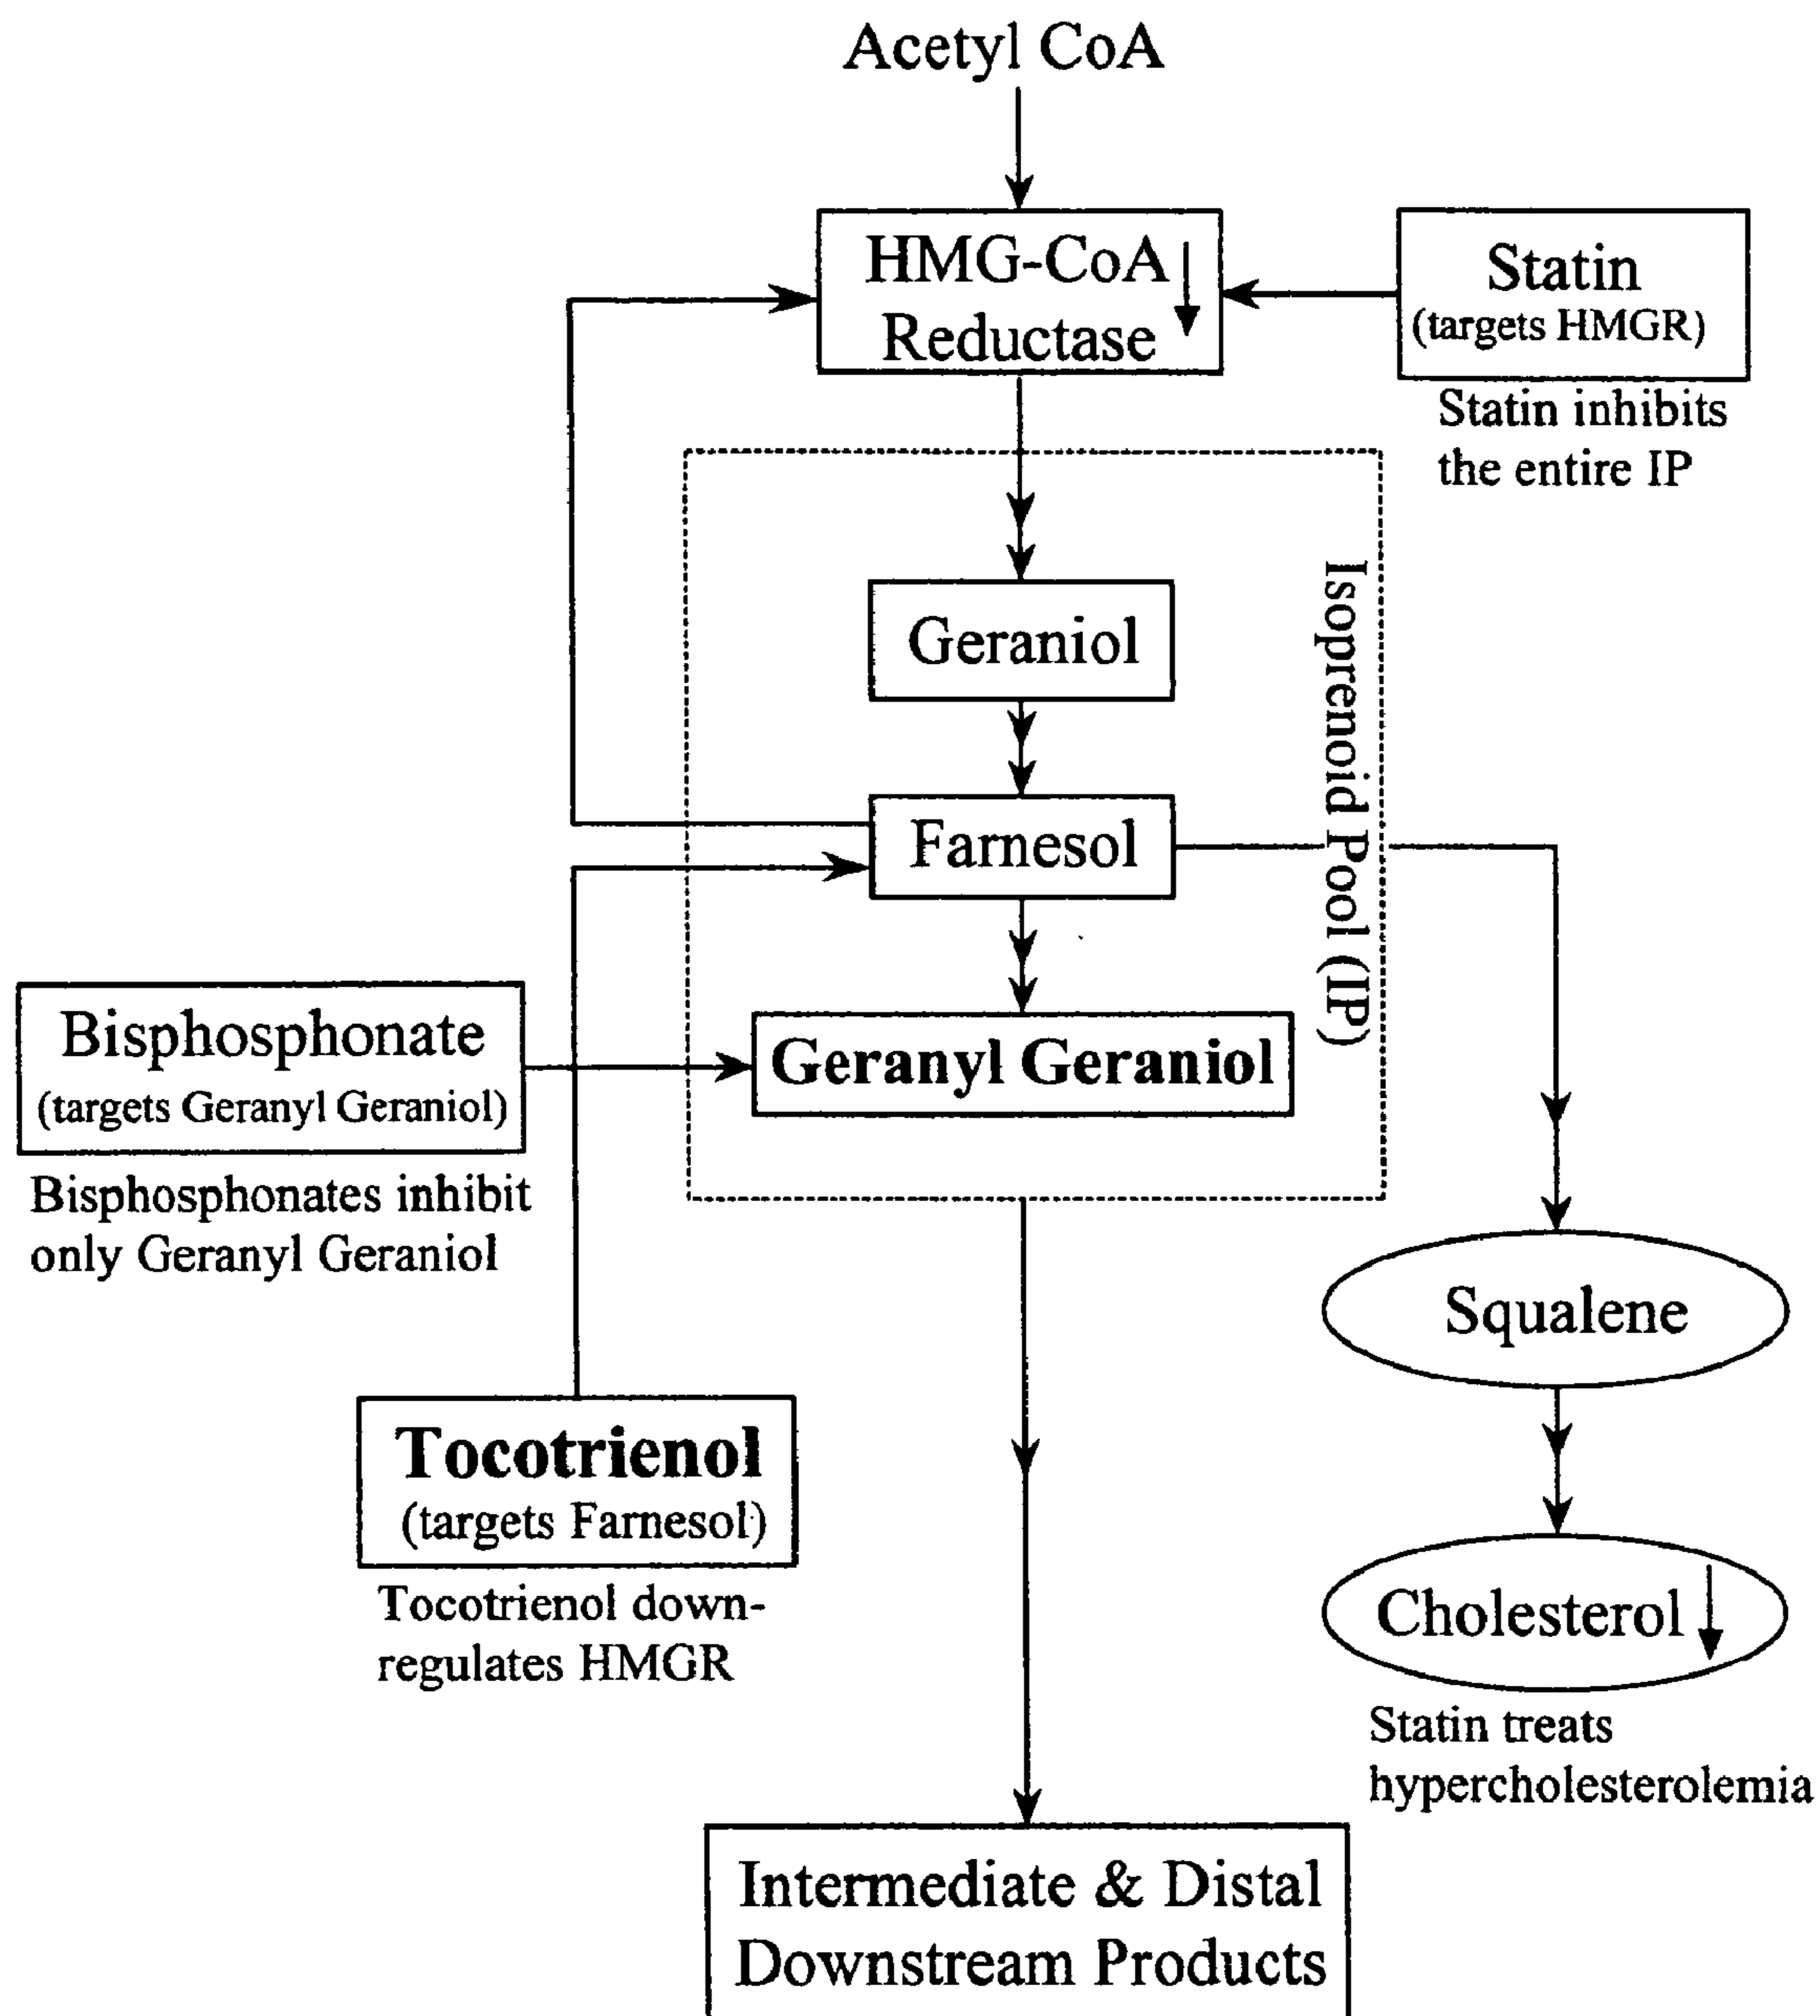 Acetyl CoA
HMG-CoA
Reductase
Statin
(targets HMGR)
Statin inhibits
the entire IP
Isoprenoid Pool (IP)
Geraniol
Farnesol
Geranyl Geraniol
Bisphosphonate
(targets Geranyl Geraniol)
Bisphosphonates inhibit
only Geranyl Geraniol
Squalene
Tocotrienol
(targets Farnesol)
Tocotrienol down-
regulates HMGR
Cholesterol
Statin treats
hypercholesterolemia
Intermediate & Distal
Downstream Products